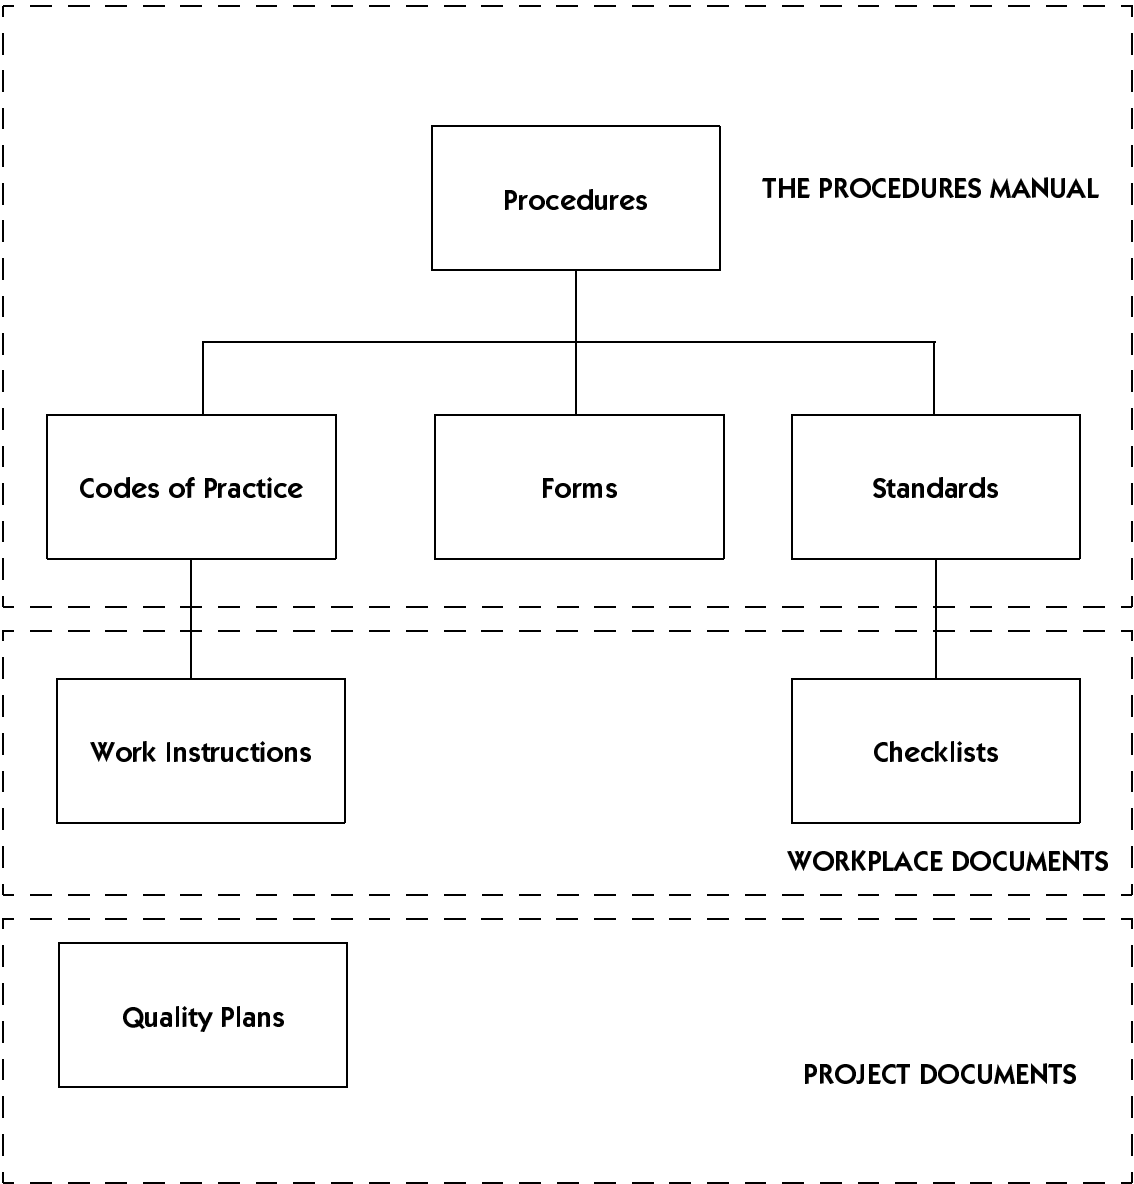 Procedures
THE PROCEDURES MANUAL
Codes of Practice
Forms
Standards
Work Instructions
Checklists
WORKPLACE DOCUMENTS
Quality Plans
PROJECT DOCUMENTS